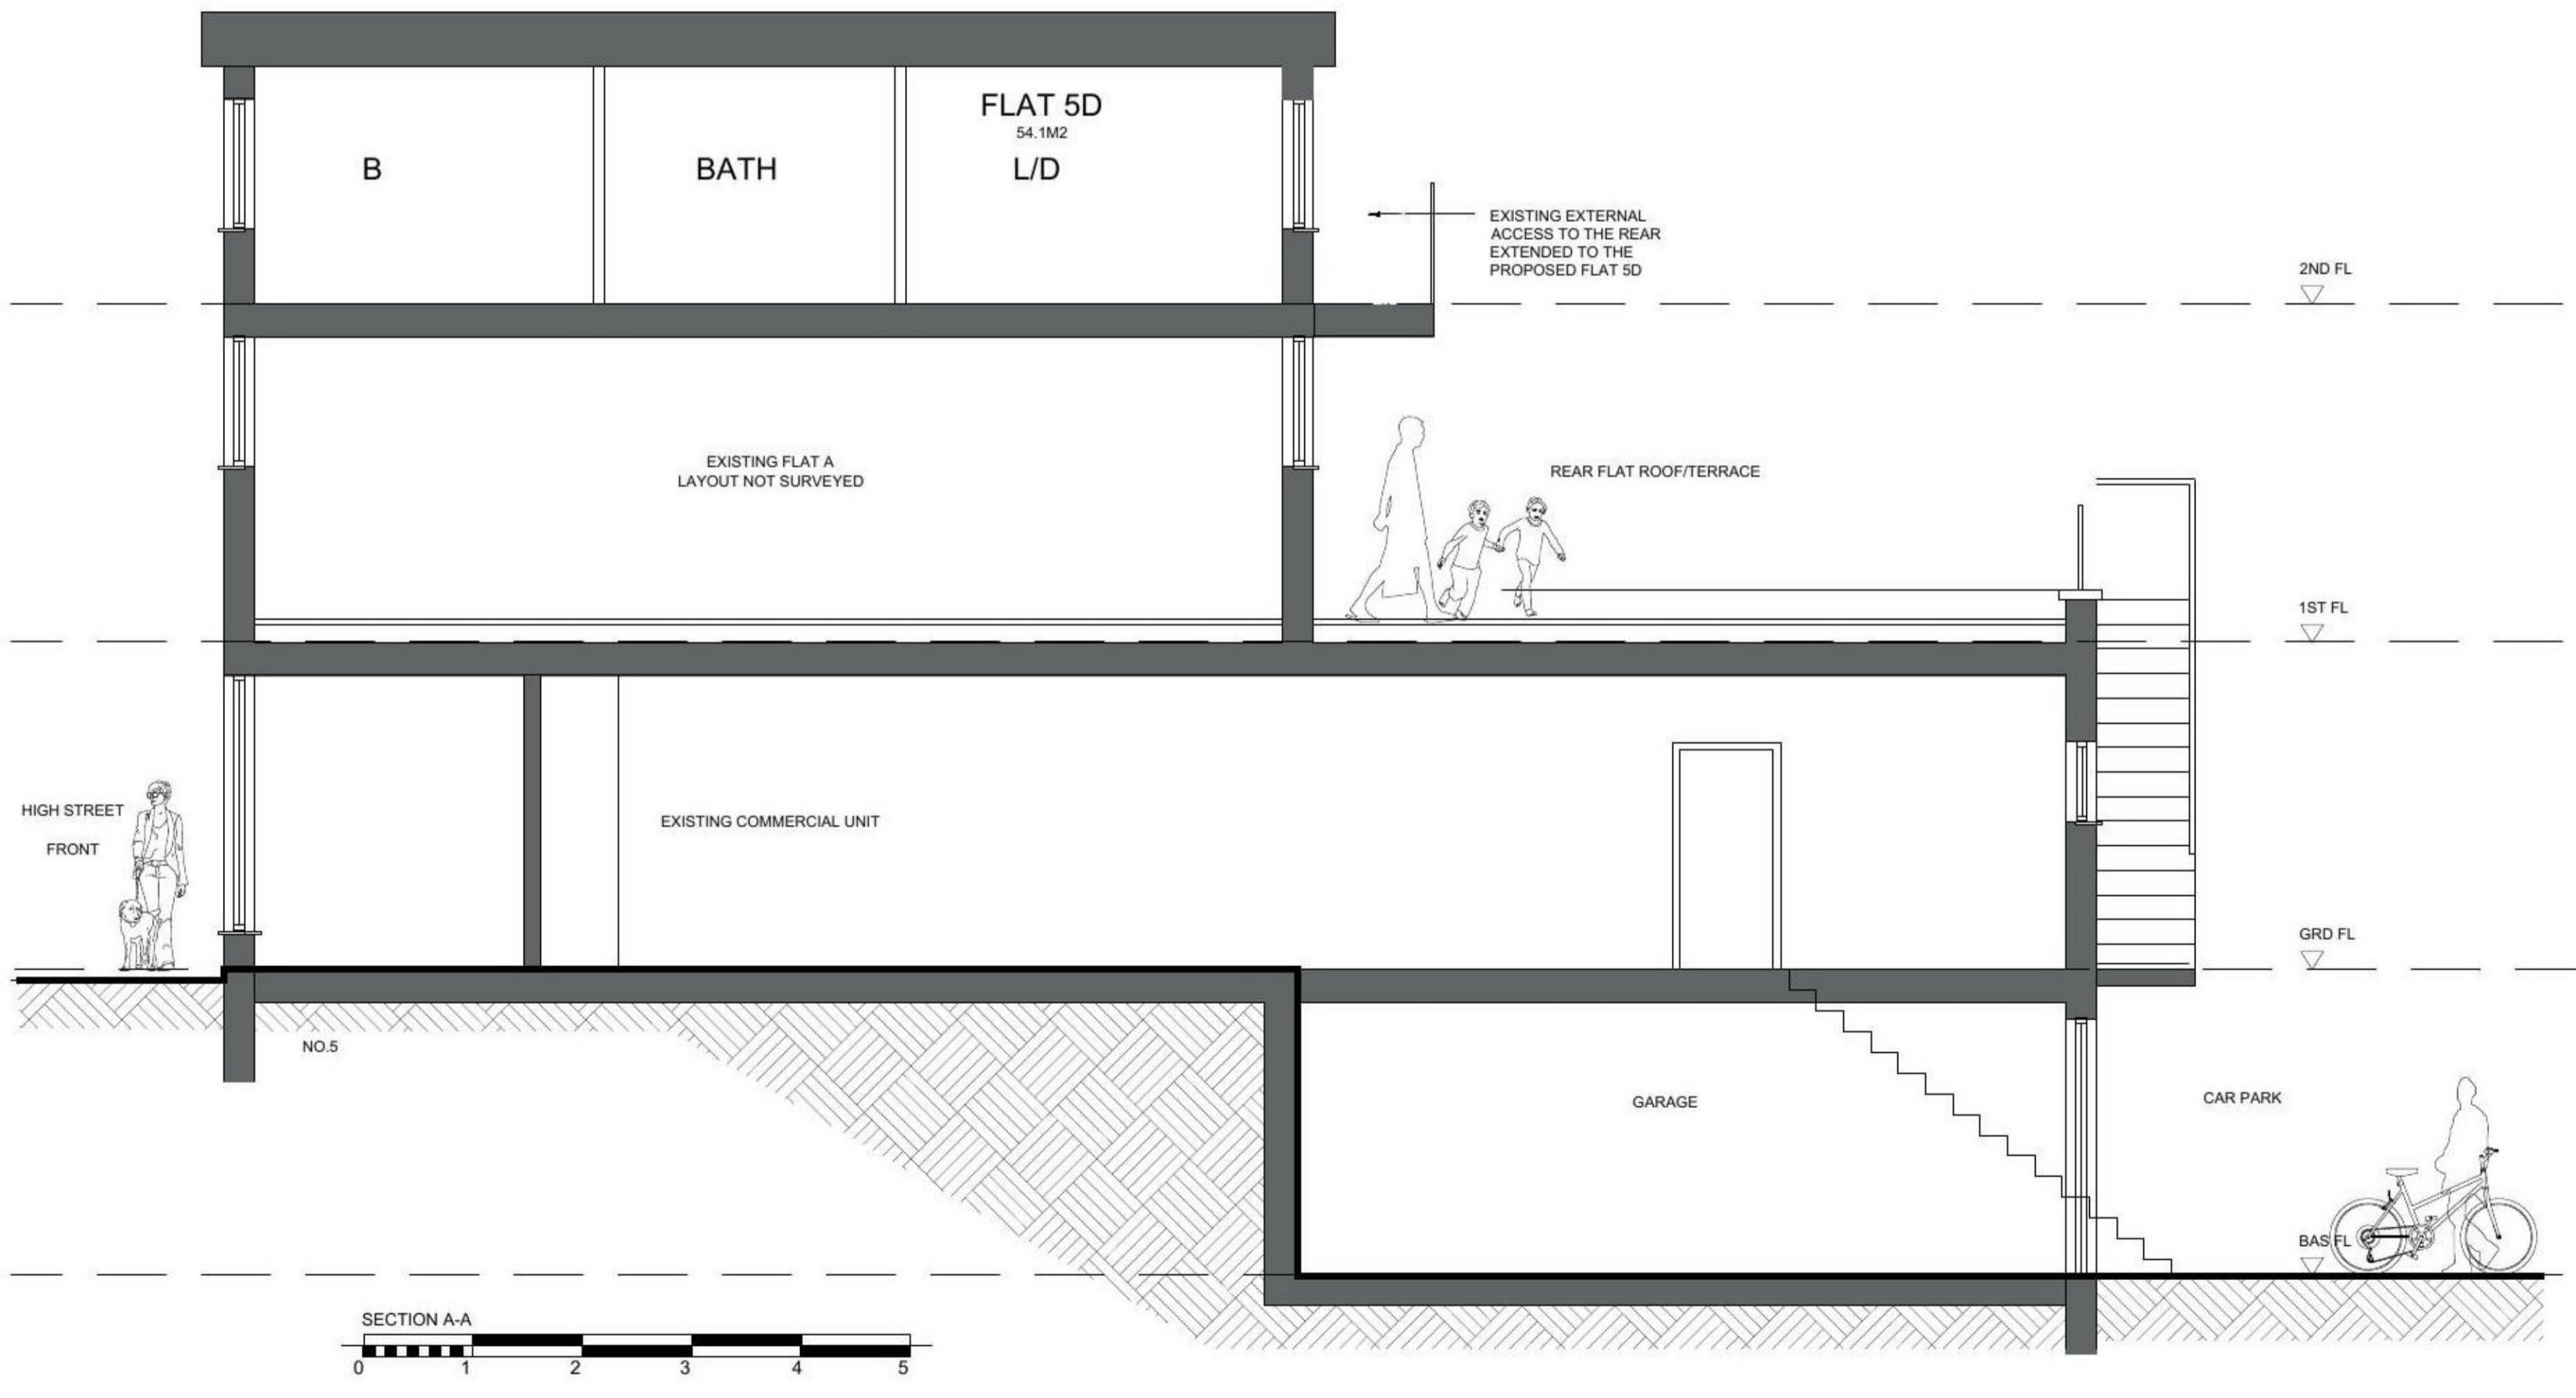 FLAT 5D
54.1M2
B
BATH
L/D
EXISTING EXTERNAL
ACCESS TO THE REAR
EXTENDED TO THE
PROPOSED FLAT 5D
2ND FL
EXISTING FLAT A
LAYOUT NOT SURVEYED
REAR FLAT ROOF/TERRACE
1ST FL
HIGH STREET
FRONT
EXISTING COMMERCIAL UNIT
GRD FL
NO.5
GARAGE
CAR PARK
BAS FL
SECTION A-A
0 1 2 3 4 5